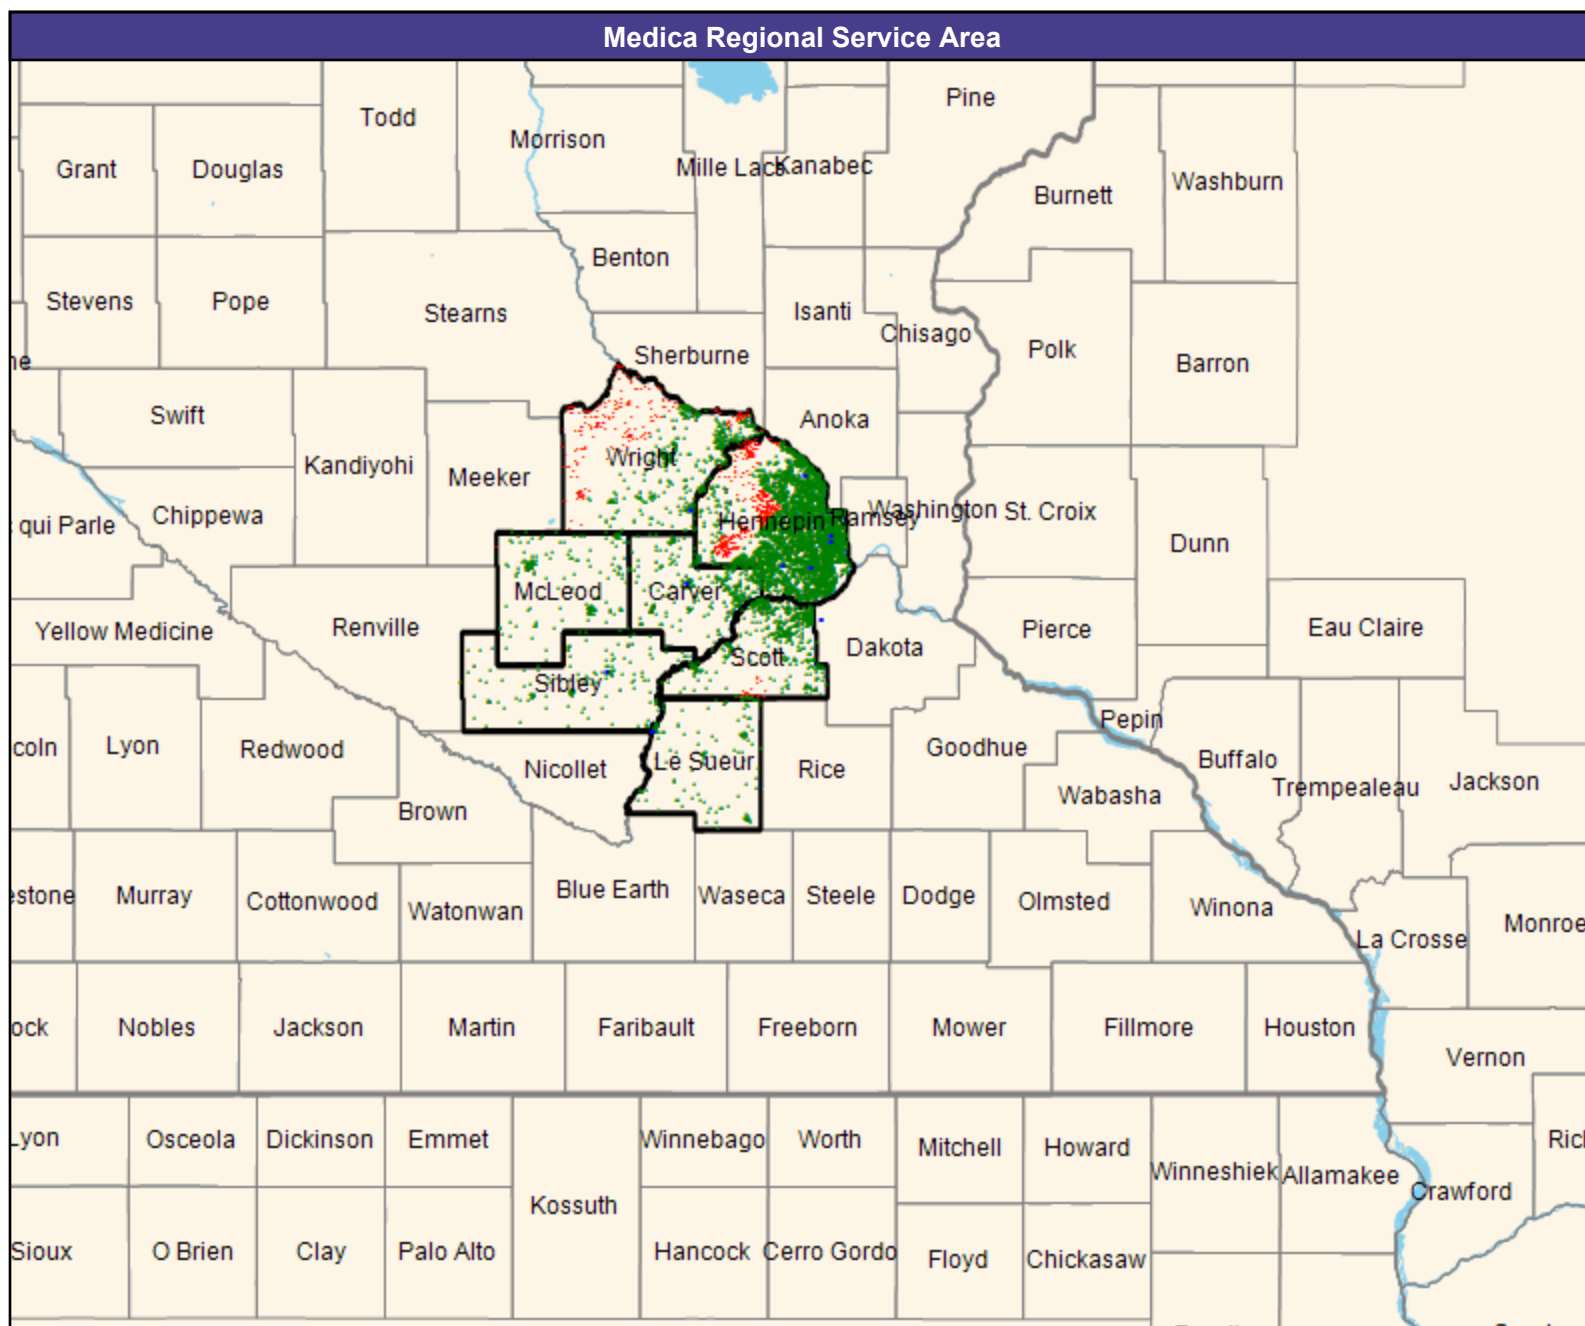 Medica Regional Service Area
Pine
Todd
Morrison
Mille Lacs
Kanabec
Grant
Douglas
Burnett
Washburn
Benton
Stevens
Pope
Stearns
Isanti
Chisago
Sherburne
Polk
Barron
ne
Swift
Anoka
Kandiyohi
Wright
Meeker
qui Parle
Chippewa
Hennepin
Ramsey
Washington
St. Croix
Dunn
McLeod
Carver
Yellow Medicine
Renville
Pierce
Eau Claire
Dakota
Scott
Sibley
Pepin
coln
Lyon
Redwood
Goodhue
Buffalo
Nicollet
Le Sueur
Rice
Trempealeau
Jackson
Wabasha
Brown
estone
Murray
Cottonwood
Watonwan
Blue Earth
Waseca
Steele
Dodge
Olmsted
Winona
La Crosse
Monroe
ock
Nobles
Jackson
Martin
Faribault
Freeborn
Mower
Fillmore
Houston
Vernon
Lyon
Osceola
Dickinson
Emmet
Winnebago
Worth
Mitchell
Howard
Winneshiek
Allamakee
Crawford
Kossuth
Sioux
O Brien
Clay
Palo Alto
Hancock
Cerro Gordo
Floyd
Chickasaw